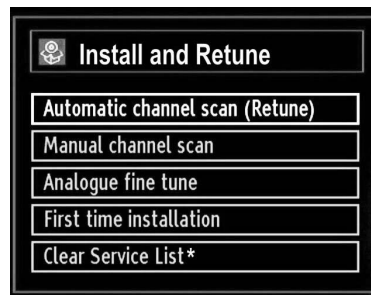 Install and Retune
Automatic channel scan (Retune)
Manual channel scan
Analogue fine tune
First time installation
Clear Service List*